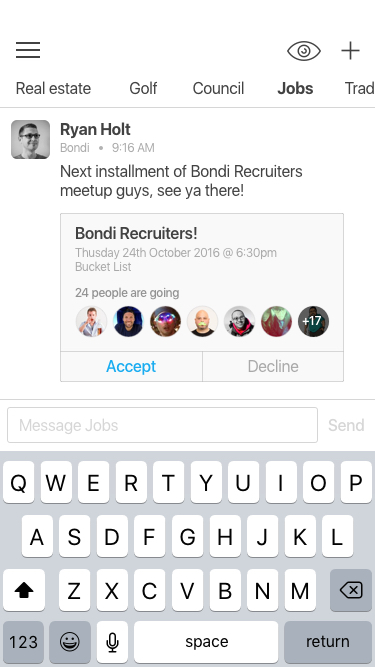 Real estate Golf Council Jobs Trad
Ryan Holt
Bondi • 9:16 AM
Next installment of Bondi Recruiters
meetup guys, see ya there!
Bondi Recruiters!
Thusday 24th October 2016 @ 6:30pm
Bucket List
24 people are going
+17
Accept Decline
Message Jobs Send
Q W E R T Y U I O P
A S D F G H J K L
Z X C V B N M
123 space return